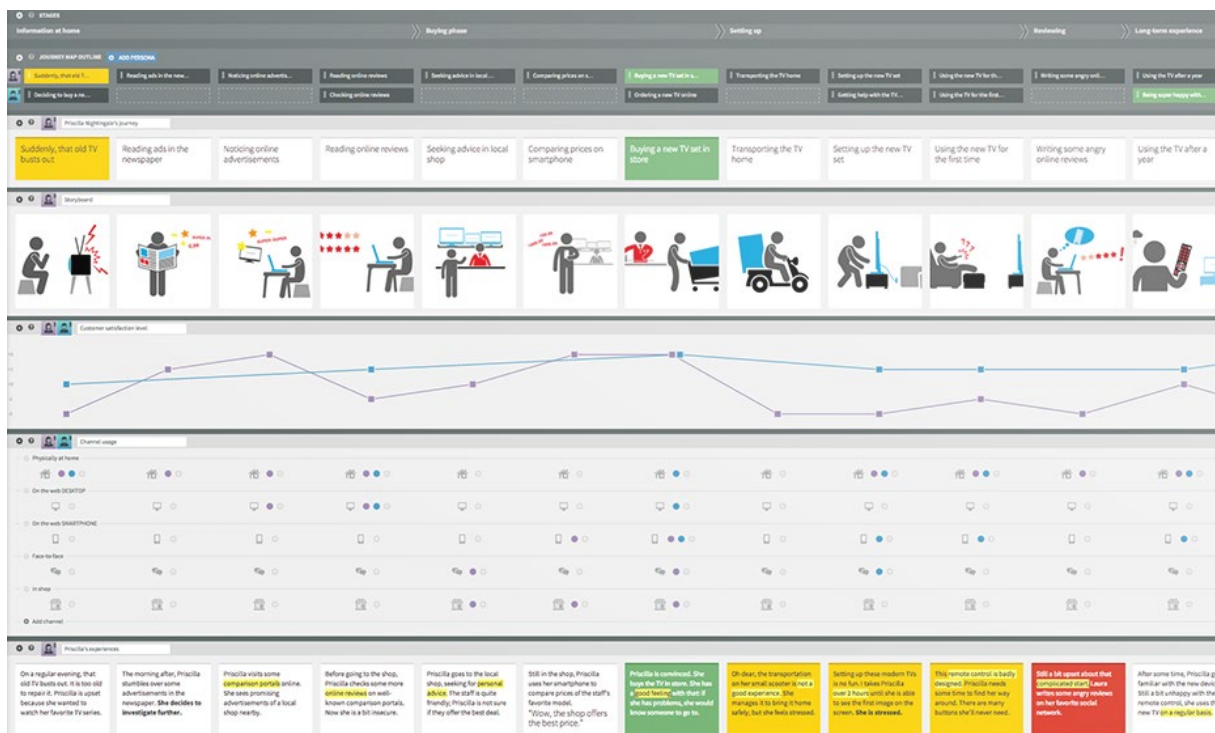 STAGES
Information at home
Buying phase
Setting up
Reviewing
Long-term experience
JOURNEY MAP OUTLINE
ADD PERSONA
Suddenly, that old T...
Reading ads in the new...
Noticing online advertis...
Reading online reviews
Seeking advice in local ...
Comparing prices on s...
Buying a new TV set in s...
Transporting the TV home
Setting up the new TV set
Using the new TV for th...
Writing some angry onli...
Using the TV after a year
Deciding to buy a ne...
Checking online reviews
Ordering a new TV online
Getting help with the TV...
Using the TV for the first...
Being super happy with...
Priscilla Nightingale's journey
Suddenly, that old TV
busts out
Reading ads in the
newspaper
Noticing online
advertisements
Reading online reviews
Seeking advice in local
shop
Comparing prices on
smartphone
Buying a new TV set in
store
Transporting the TV
home
Setting up the new TV
set
Using the new TV for
the first time
Writing some angry
online reviews
Using the TV after a
year
Storyboard
SUPER SUPER
Customer satisfaction level
Channel usage
Physically at home
On the web DESKTOP
On the web SMARTPHONE
Face-to-face
In shop
Add channel
Priscilla's experiences
On a regular evening, that
old TV busts out. It is too old
to repair it. Priscilla is upset
because she wanted to
watch her favorite TV series.
The morning after, Priscilla
stumbles over some
advertisements in the
newspaper. She decides to
investigate further.
Priscilla visits some
comparison portals online.
She sees promising
advertisements of a local
shop nearby.
Before going to the shop,
Priscilla checks some more
online reviews on well-
known comparison portals.
Now she is a bit insecure.
Priscilla goes to the local
shop, seeking for personal
advice. The staff is quite
friendly; Priscilla is not sure
if they offer the best deal.
Still in the shop, Priscilla
uses her smartphone to
compare prices of the staff's
favorite model.
"Wow, the shop offers
the best price."
Priscilla is convinced. She
buys the TV in store. She has
a good feeling with that if
she has problems, she would
know someone to go to.
Oh dear, the transportation
on her small scooter is not a
good experience. She
manages it to bring it home
safely, but she feels stressed.
Setting up these modern TVs
is no fun. I takes Priscilla
over 2 hours until she is able
to see the first image on the
screen. She is stressed.
This remote control is badly
designed. Priscilla needs
some time to find her way
around. There are many
buttons she'll never need.
Still a bit upset about that
complicated start, Laura
writes some angry reviews
on her favorite social
network.
After some time, Priscilla g
familiar with the new devic
Still a bit unhappy with the
remote control, she uses th
new TV on a regular basis.